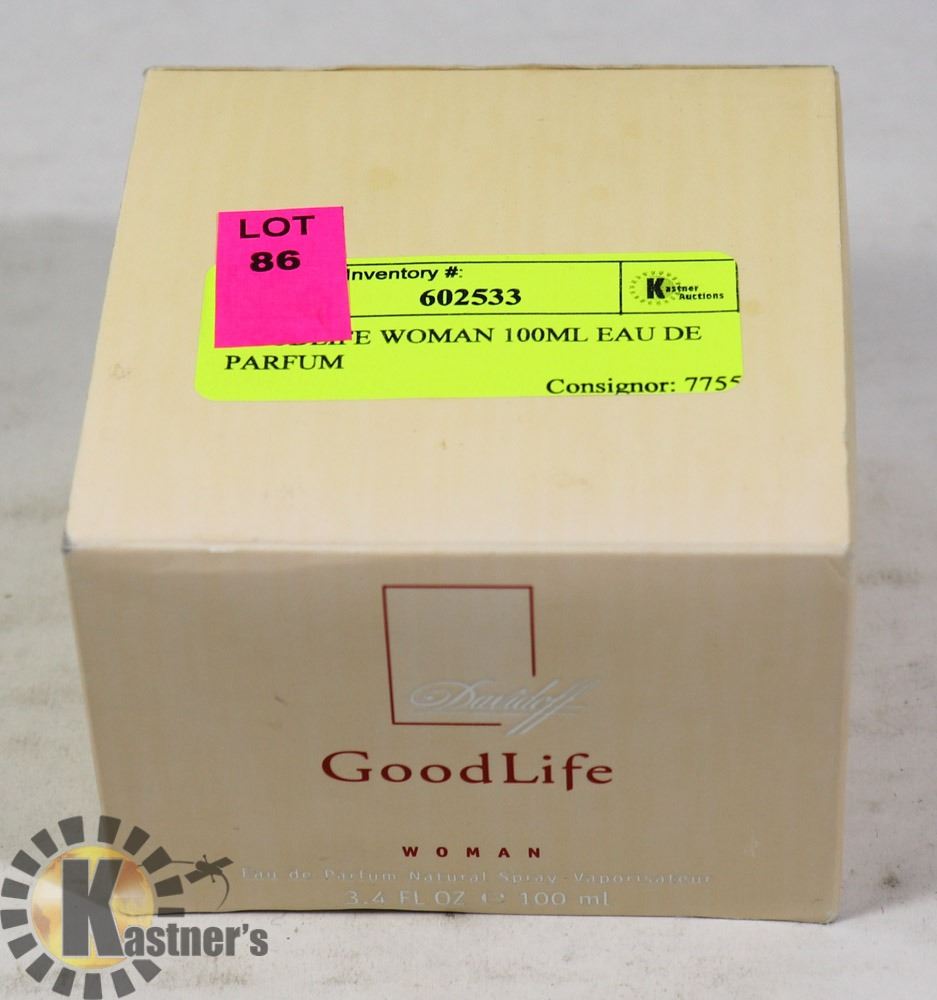 LOT
86
Inventory #:
602533
Kastner
Auctions
LIFE WOMAN 100ML EAU DE
PARFUM
Consignor: 7755
Davidoff
GoodLife
WOMAN
Eau de Parfum Natural Spray - Vaporisateur
3.4 FL OZ ℮ 100 mL
Kastner's